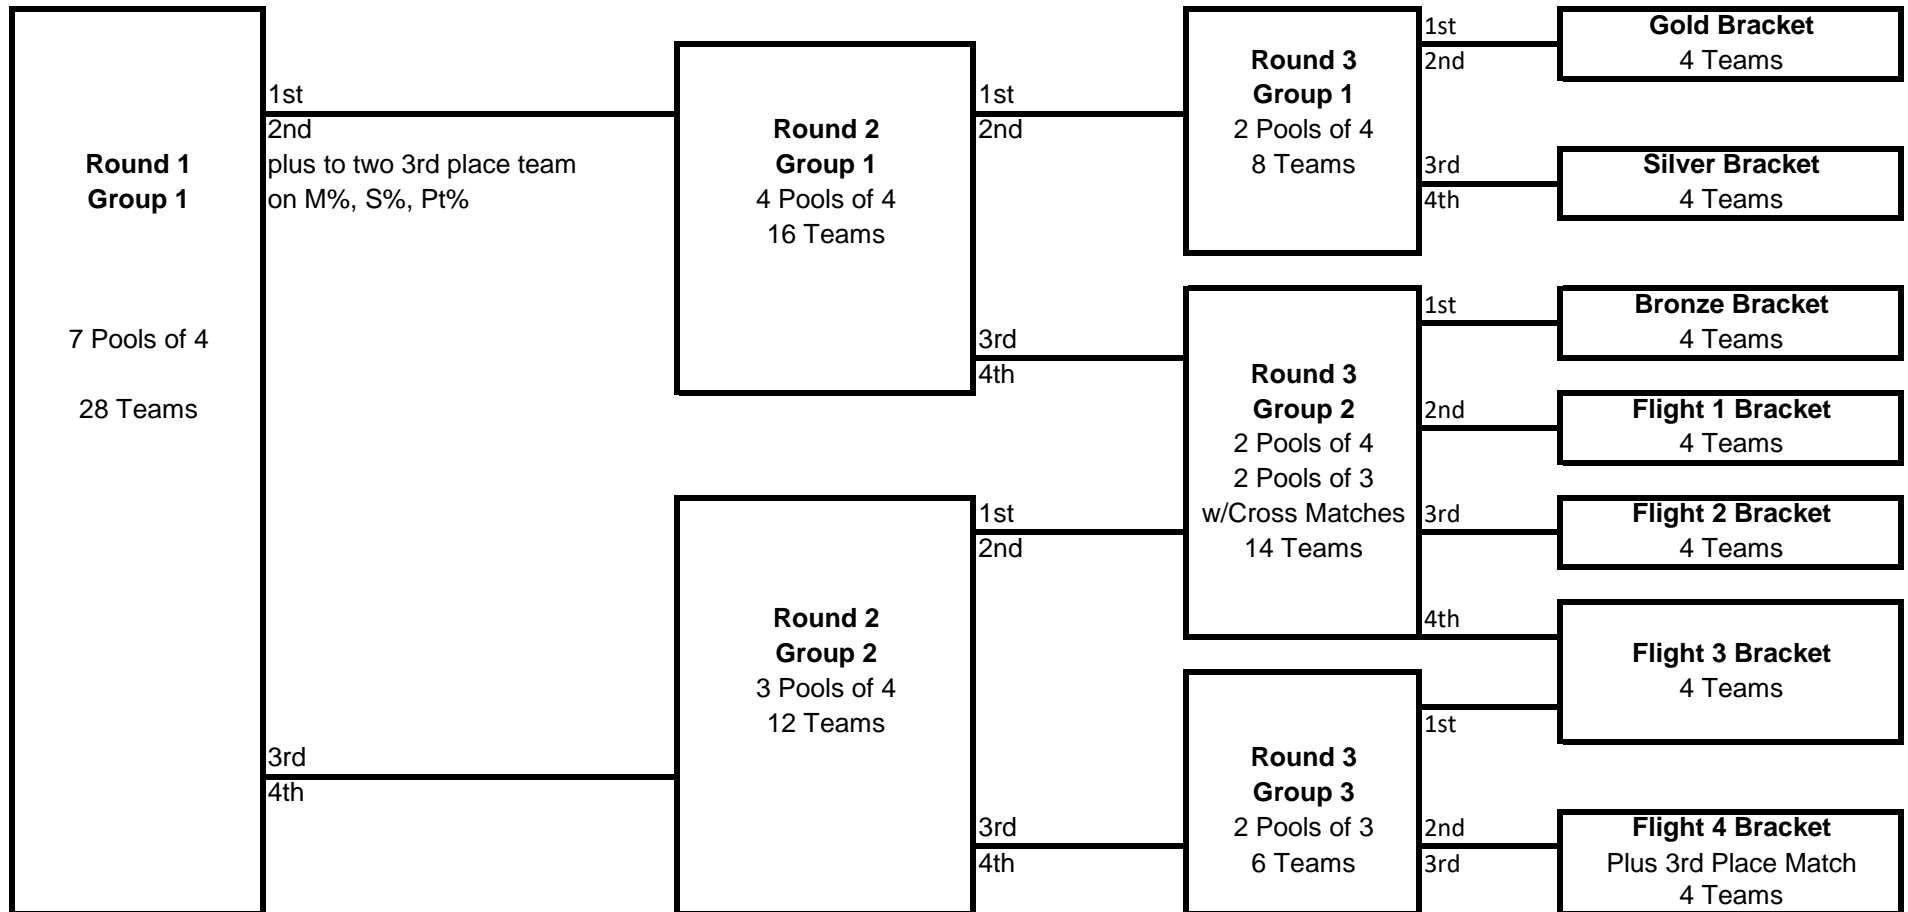 Round 1
Group 1
7 Pools of 4
28 Teams
1st
2nd
plus to two 3rd place team
on M%, S%, Pt%
3rd
4th
Round 2
Group 1
4 Pools of 4
16 Teams
1st
2nd
3rd
4th
Round 2
Group 2
3 Pools of 4
12 Teams
1st
2nd
3rd
4th
Round 3
Group 1
2 Pools of 4
8 Teams
1st
2nd
3rd
4th
Round 3
Group 2
2 Pools of 4
2 Pools of 3
w/Cross Matches
14 Teams
1st
2nd
3rd
4th
Round 3
Group 3
2 Pools of 3
6 Teams
1st
2nd
3rd
Gold Bracket
4 Teams
Silver Bracket
4 Teams
Bronze Bracket
4 Teams
Flight 1 Bracket
4 Teams
Flight 2 Bracket
4 Teams
Flight 3 Bracket
4 Teams
Flight 4 Bracket
Plus 3rd Place Match
4 Teams